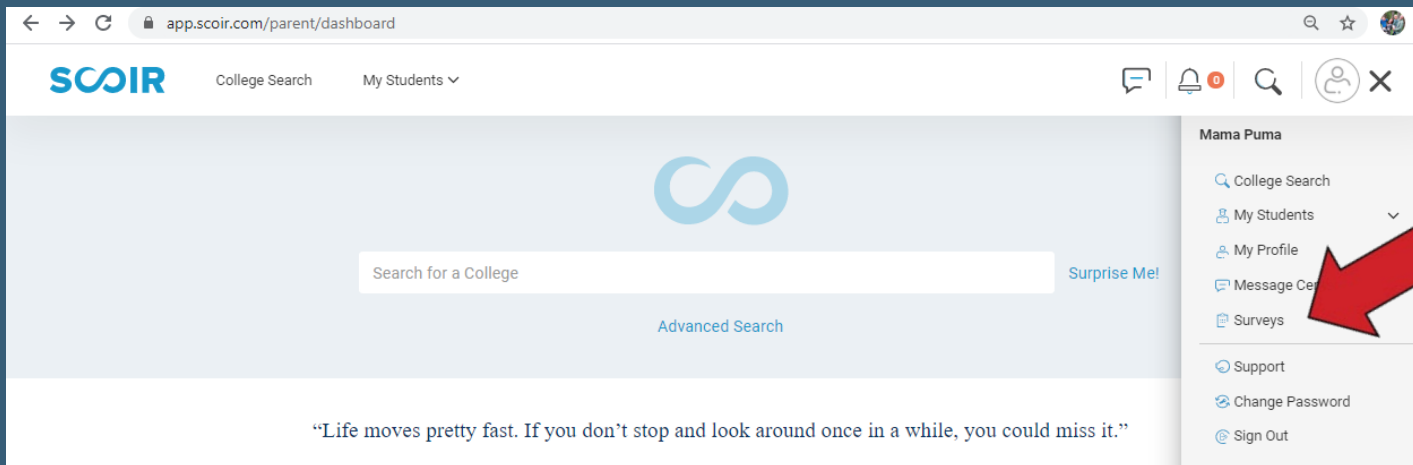 app.scoir.com/parent/dashboard
SCOIR
College Search
My Students
0
Mama Puma
College Search
My Students
My Profile
Message Ce
Surveys
Support
Change Password
Sign Out
Search for a College
Surprise Me!
Advanced Search
“Life moves pretty fast. If you don’t stop and look around once in a while, you could miss it.”